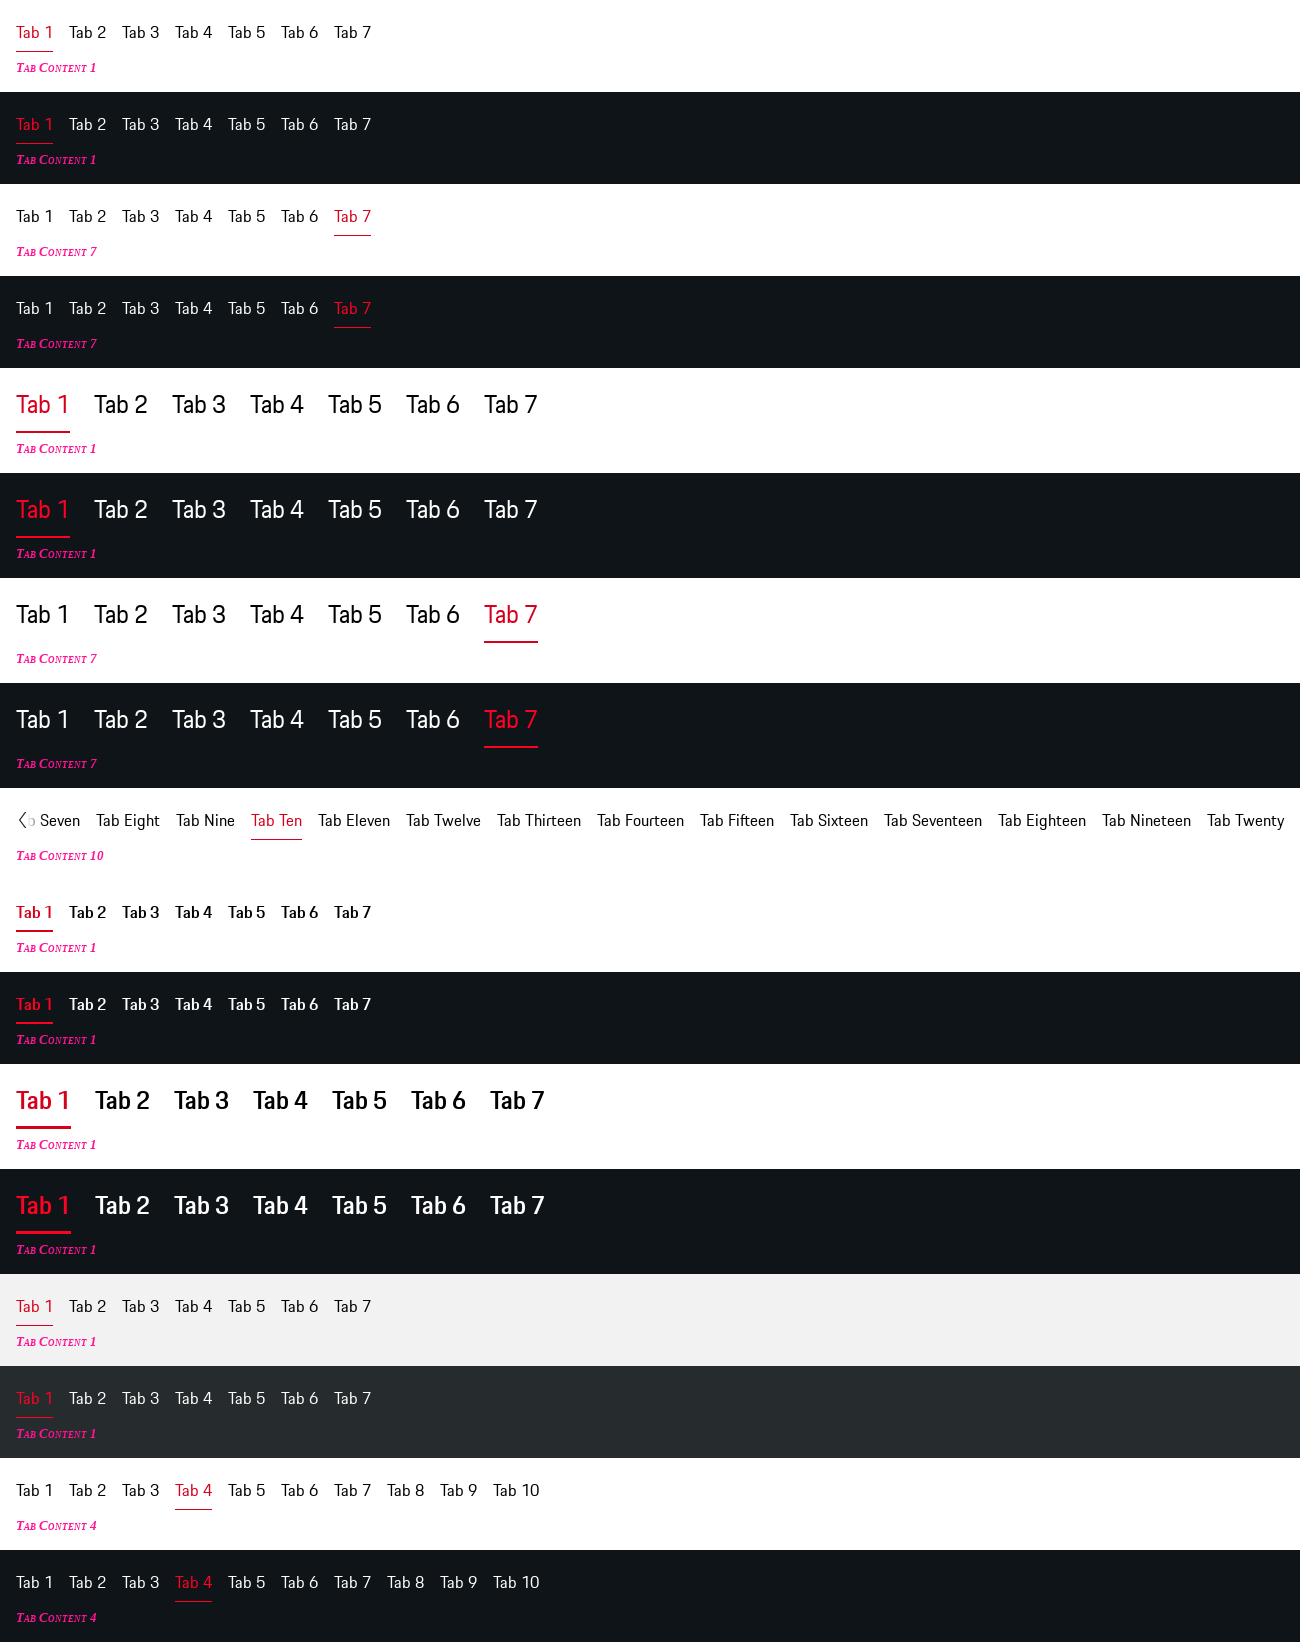 Tab 1 Tab 2 Tab 3 Tab 4 Tab 5 Tab 6 Tab 7
Tab Content 1
Tab 1 Tab 2 Tab 3 Tab 4 Tab 5 Tab 6 Tab 7
Tab Content 1
Tab 1 Tab 2 Tab 3 Tab 4 Tab 5 Tab 6 Tab 7
Tab Content 7
Tab 1 Tab 2 Tab 3 Tab 4 Tab 5 Tab 6 Tab 7
Tab Content 7
Tab 1 Tab 2 Tab 3 Tab 4 Tab 5 Tab 6 Tab 7
Tab Content 1
Tab 1 Tab 2 Tab 3 Tab 4 Tab 5 Tab 6 Tab 7
Tab Content 1
Tab 1 Tab 2 Tab 3 Tab 4 Tab 5 Tab 6 Tab 7
Tab Content 7
Tab 1 Tab 2 Tab 3 Tab 4 Tab 5 Tab 6 Tab 7
Tab Content 7
b Seven Tab Eight Tab Nine Tab Ten Tab Eleven Tab Twelve Tab Thirteen Tab Fourteen Tab Fifteen Tab Sixteen Tab Seventeen Tab Eighteen Tab Nineteen Tab Twenty
Tab Content 10
Tab 1 Tab 2 Tab 3 Tab 4 Tab 5 Tab 6 Tab 7
Tab Content 1
Tab 1 Tab 2 Tab 3 Tab 4 Tab 5 Tab 6 Tab 7
Tab Content 1
Tab 1 Tab 2 Tab 3 Tab 4 Tab 5 Tab 6 Tab 7
Tab Content 1
Tab 1 Tab 2 Tab 3 Tab 4 Tab 5 Tab 6 Tab 7
Tab Content 1
Tab 1 Tab 2 Tab 3 Tab 4 Tab 5 Tab 6 Tab 7
Tab Content 1
Tab 1 Tab 2 Tab 3 Tab 4 Tab 5 Tab 6 Tab 7
Tab Content 1
Tab 1 Tab 2 Tab 3 Tab 4 Tab 5 Tab 6 Tab 7 Tab 8 Tab 9 Tab 10
Tab Content 4
Tab 1 Tab 2 Tab 3 Tab 4 Tab 5 Tab 6 Tab 7 Tab 8 Tab 9 Tab 10
Tab Content 4